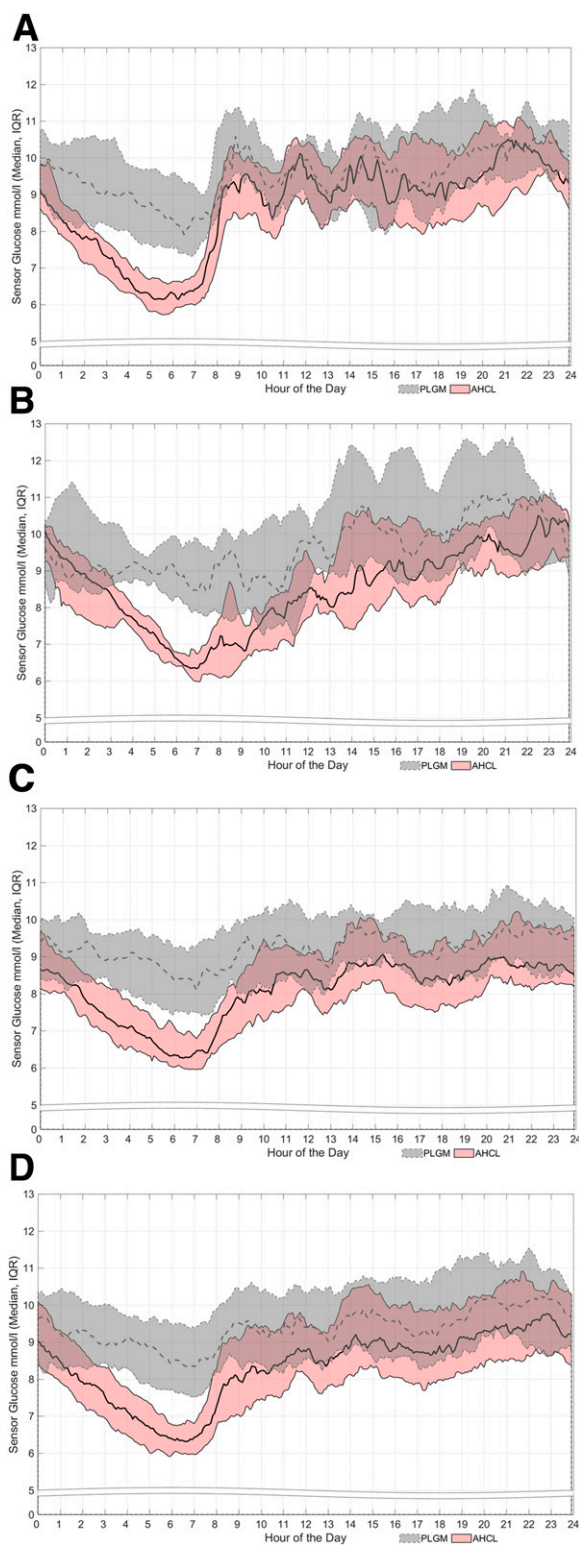 A
Sensor Glucose mmol/l (Median, IQR)
13
12
11
10
9
8
7
6
5
0
0 1 2 3 4 5 6 7 8 9 10 11 12 13 14 15 16 17 18 19 20 21 22 23 24
Hour of the Day
PLGM AHCL
B
Sensor Glucose mmol/l (Median, IQR)
13
12
11
10
9
8
7
6
5
0
0 1 2 3 4 5 6 7 8 9 10 11 12 13 14 15 16 17 18 19 20 21 22 23 24
Hour of the Day
PLGM AHCL
C
Sensor Glucose mmol/l (Median, IQR)
13
12
11
10
9
8
7
6
5
0
0 1 2 3 4 5 6 7 8 9 10 11 12 13 14 15 16 17 18 19 20 21 22 23 24
Hour of the Day
PLGM AHCL
D
Sensor Glucose mmol/l (Median, IQR)
13
12
11
10
9
8
7
6
5
0
0 1 2 3 4 5 6 7 8 9 10 11 12 13 14 15 16 17 18 19 20 21 22 23 24
Hour of the Day
PLGM AHCL